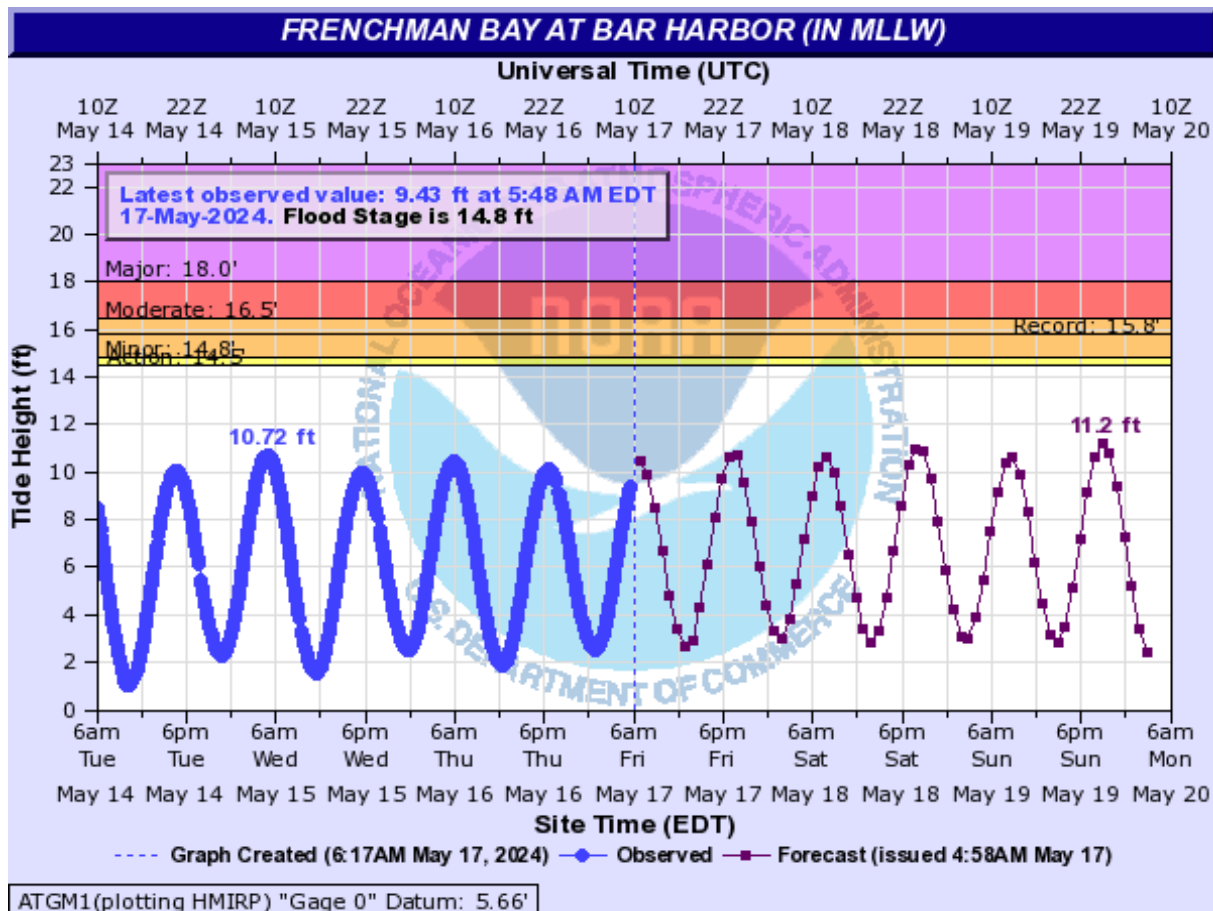 FRENCHMAN BAY AT BAR HARBOR (IN MLLW)
Universal Time (UTC)
10Z 22Z 10Z 22Z 10Z 22Z 10Z 22Z 10Z 22Z 10Z 22Z 10Z
May 14 May 14 May 15 May 15 May 16 May 16 May 17 May 17 May 18 May 18 May 19 May 19 May 20
23
22
20
18
16
14
12
10
8
6
4
2
0
Tide Height (ft)
Latest observed value: 9.43 ft at 5:48 AM EDT
17-May-2024. Flood Stage is 14.8 ft
Major: 18.0'
Moderate: 16.5'
Record: 15.8'
Minor: 14.8'
Action: 14.5'
10.72 ft
11.2 ft
NATIONAL OCEANIC AND ATMOSPHERIC ADMINISTRATION
NOAA
U.S. DEPARTMENT OF COMMERCE
6am 6pm 6am 6pm 6am 6pm 6am 6pm 6am 6pm 6am 6pm 6am
Tue Tue Wed Wed Thu Thu Fri Fri Sat Sat Sun Sun Mon
May 14 May 14 May 15 May 15 May 16 May 16 May 17 May 17 May 18 May 18 May 19 May 19 May 20
Site Time (EDT)
Graph Created (6:17AM May 17, 2024) Observed Forecast (issued 4:58AM May 17)
ATGM1(plotting HMIRP) "Gage 0" Datum: 5.66'